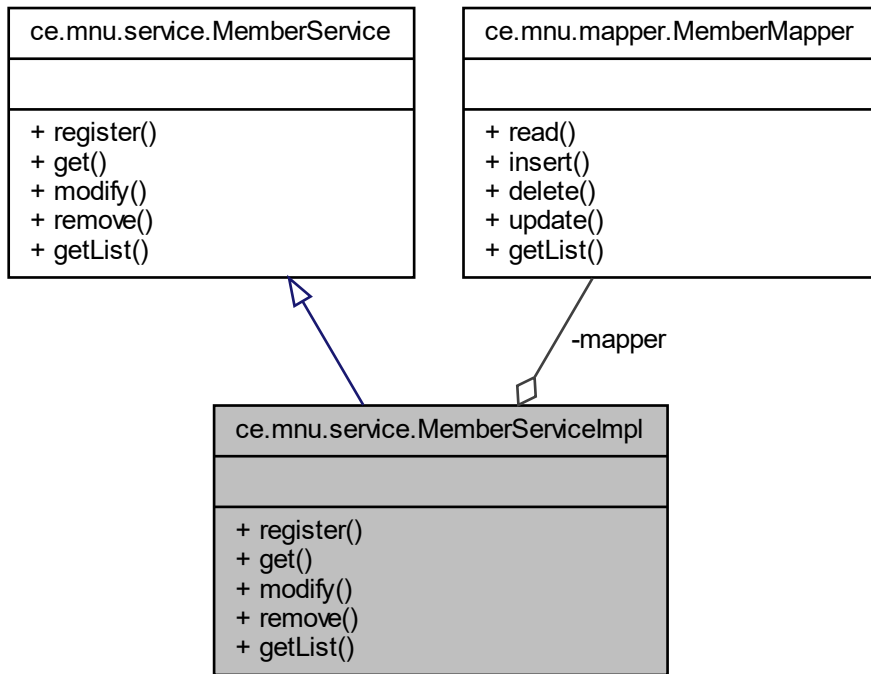 ce.mnu.service.MemberService
+ register()
+ get()
+ modify()
+ remove()
+ getList()
ce.mnu.mapper.MemberMapper
+ read()
+ insert()
+ delete()
+ update()
+ getList()
-mapper
ce.mnu.service.MemberServiceImpl
+ register()
+ get()
+ modify()
+ remove()
+ getList()